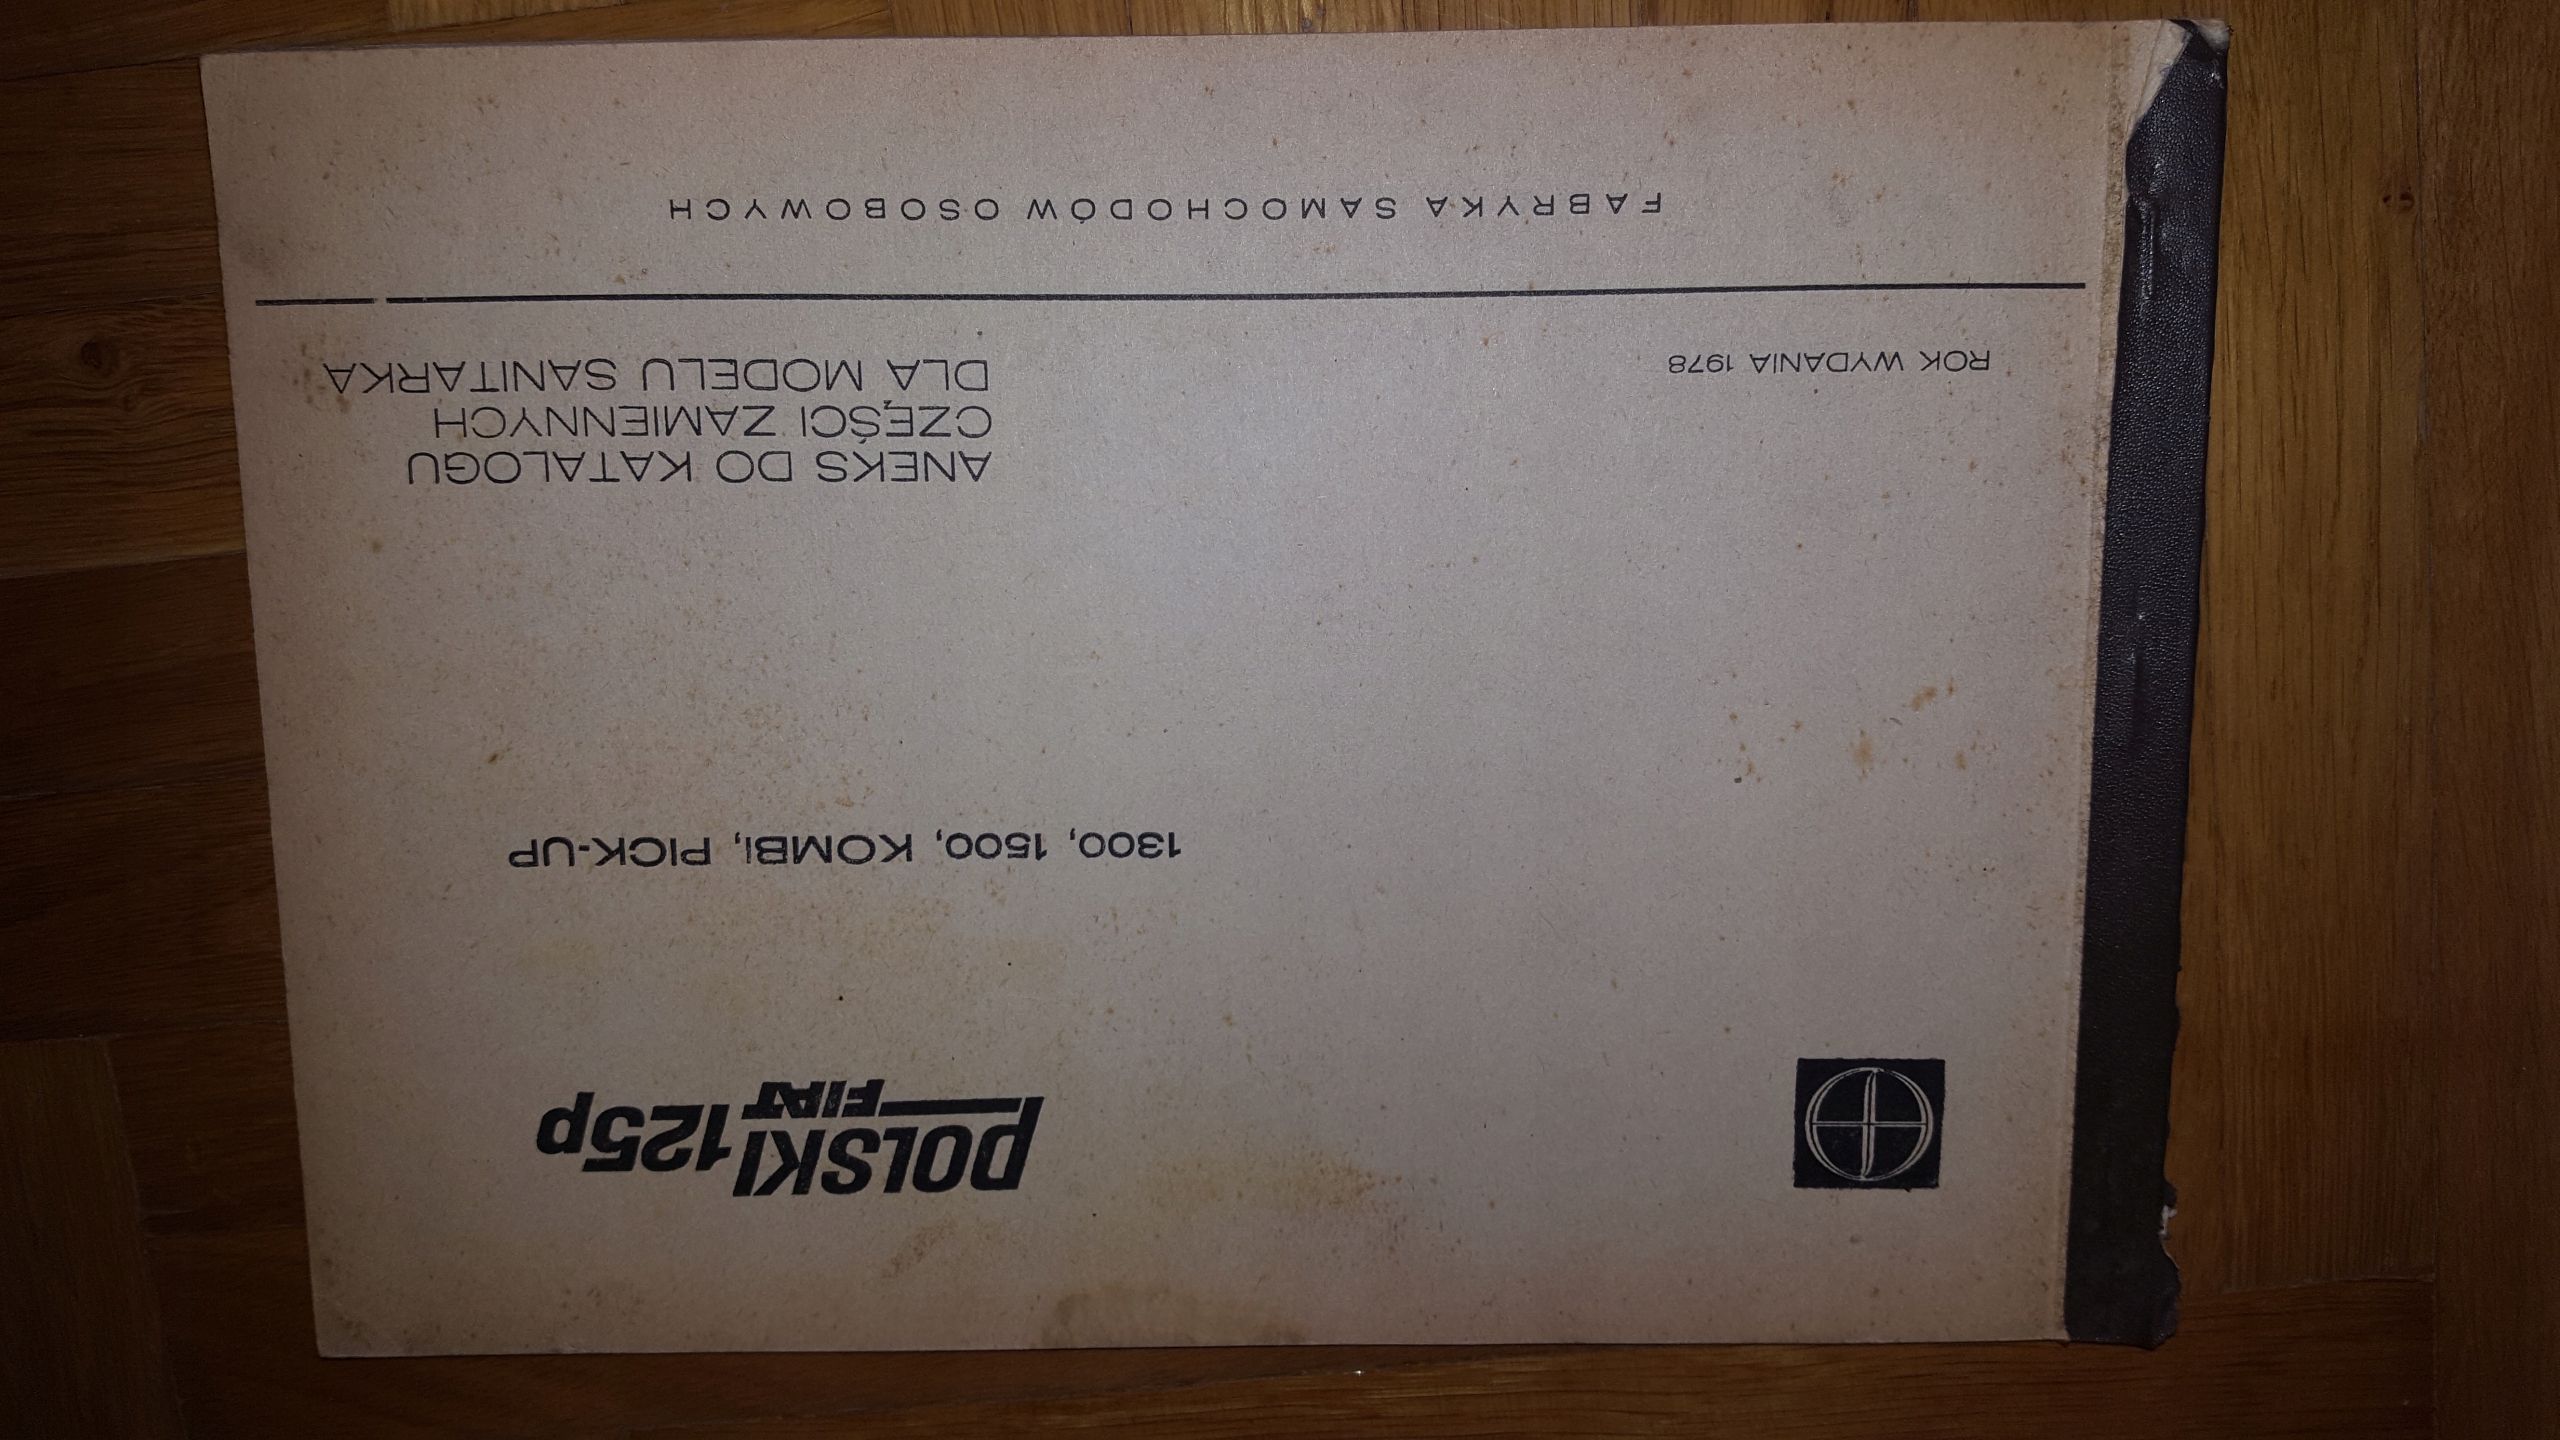 POLSKI 125p
FIAT
1300, 1500, KOMBI, PICK-UP
ANEKS DO KATALOGU
CZĘŚCI ZAMIENNYCH
DLA MODELU SANITARKA
ROK WYDANIA 1978
FABRYKA SAMOCHODÓW OSOBOWYCH